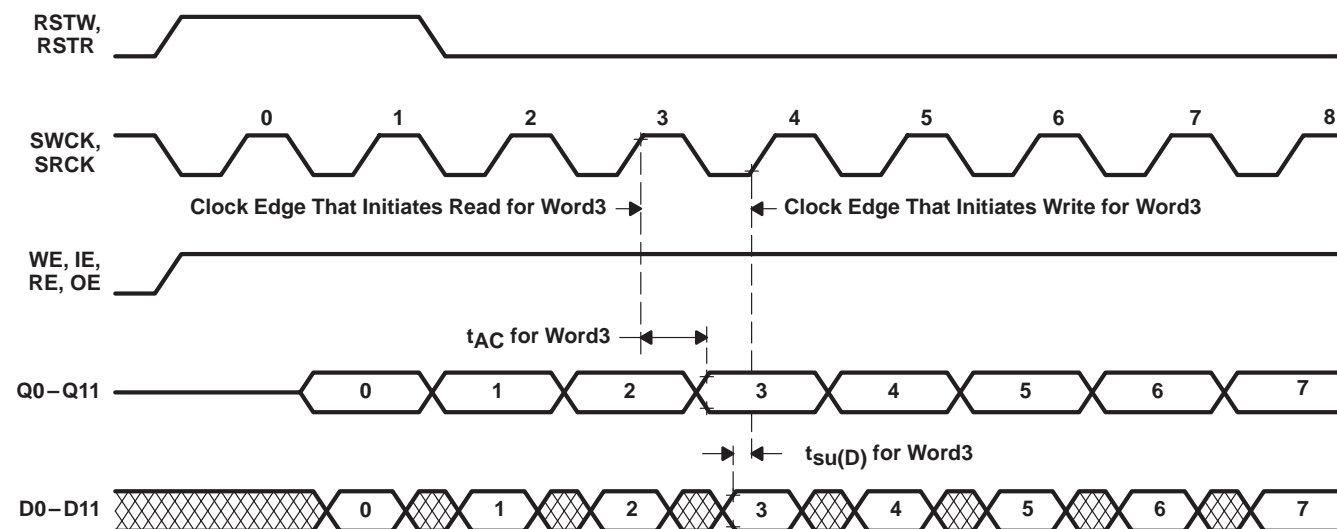 RSTW,
RSTR
0 1 2 3 4 5 6 7 8
SWCK,
SRCK
Clock Edge That Initiates Read for Word3
Clock Edge That Initiates Write for Word3
WE, IE,
RE, OE
tAC for Word3
Q0–Q11 0 1 2 3 4 5 6 7
tsu(D) for Word3
D0–D11 0 1 2 3 4 5 6 7